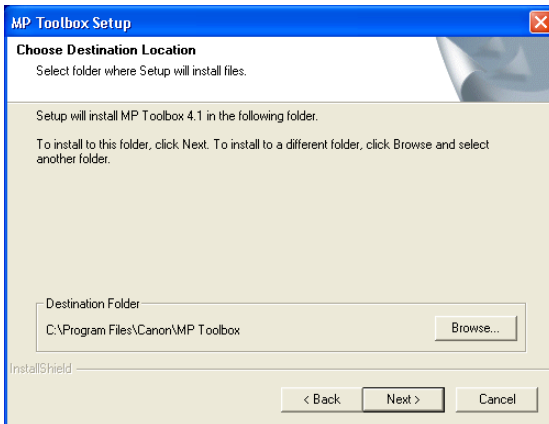 MP Toolbox Setup
Choose Destination Location
Select folder where Setup will install files.
Setup will install MP Toolbox 4.1 in the following folder.
To install to this folder, click Next. To install to a different folder, click Browse and select
another folder.
Destination Folder
C:\Program Files\Canon\MP Toolbox
Browse...
InstallShield
< Back
Next >
Cancel